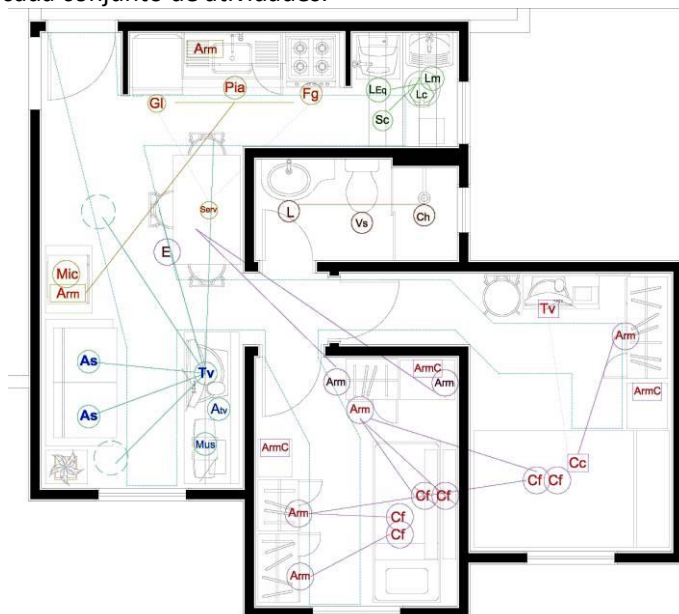 cada conjunto de atividades.
Arm
Gl
Pia
Fg
LEq
Lm
Lc
Sc
L
Vs
Ch
Serv
E
Mic
Arm
As
As
Tv
Atv
Mus
Tv
Arm
ArmC
Cc
Cf
Cf
Arm
ArmC
Arm
Arm
ArmC
Arm
Cf
Cf
Cf
Cf
Arm